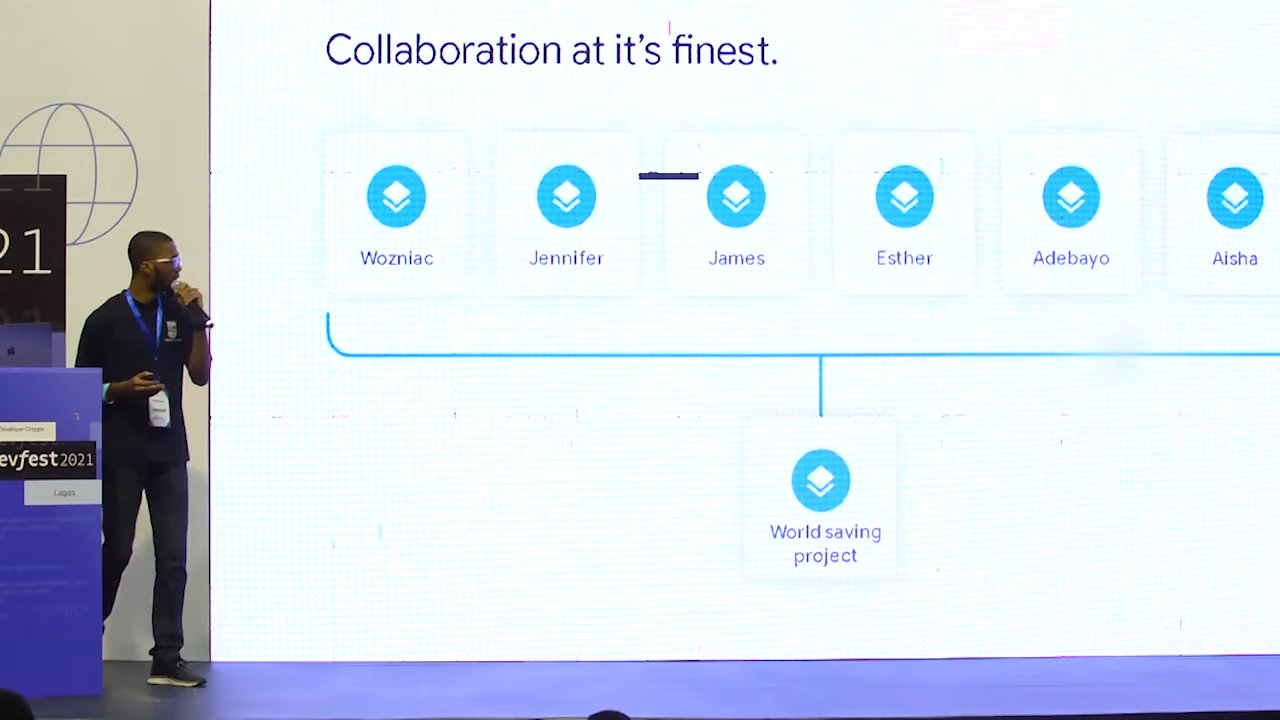 Collaboration at it's finest.
Wozniac
Jennifer
James
Esther
Adebayo
Aisha
World saving
project
21
Developer Groups
evfest2021
Lagos